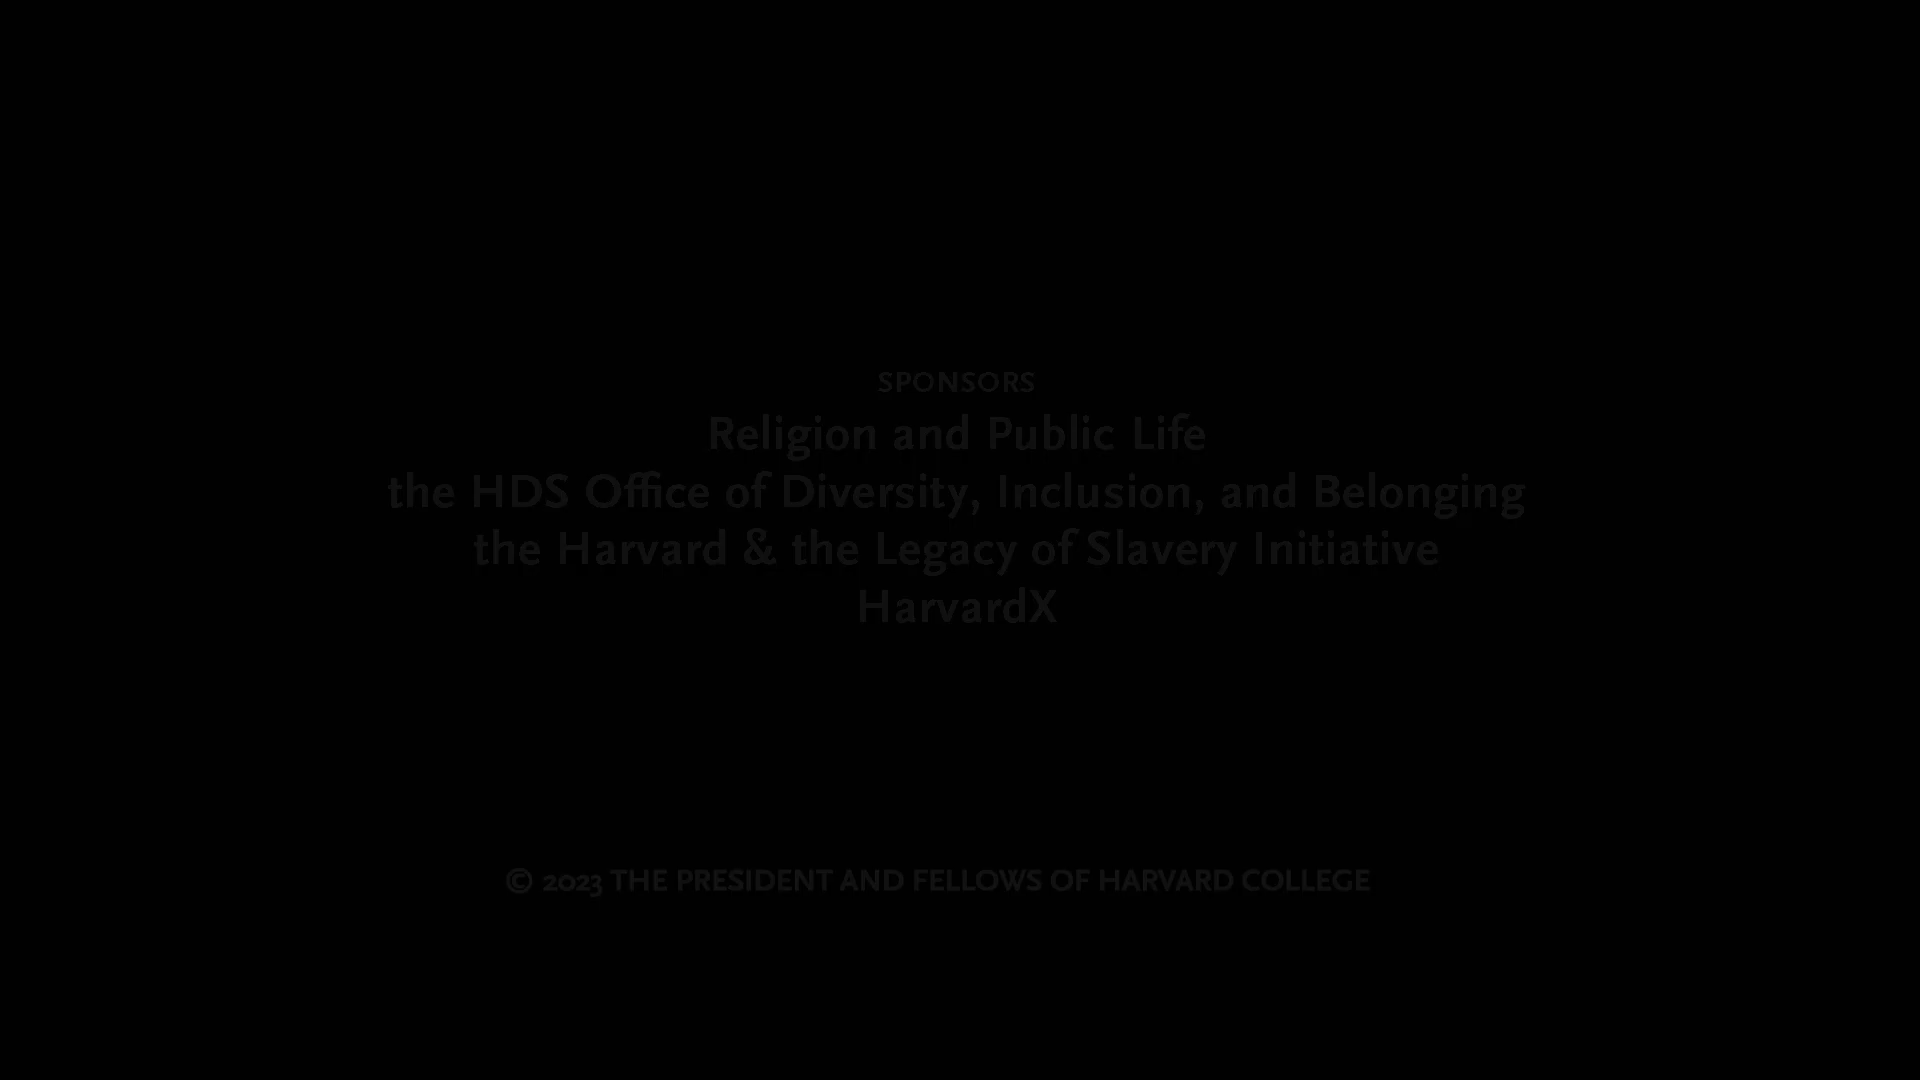 SPONSORS
Religion and Public Life
the HDS Office of Diversity, Inclusion, and Belonging
the Harvard & the Legacy of Slavery Initiative
HarvardX
© 2023 THE PRESIDENT AND FELLOWS OF HARVARD COLLEGE